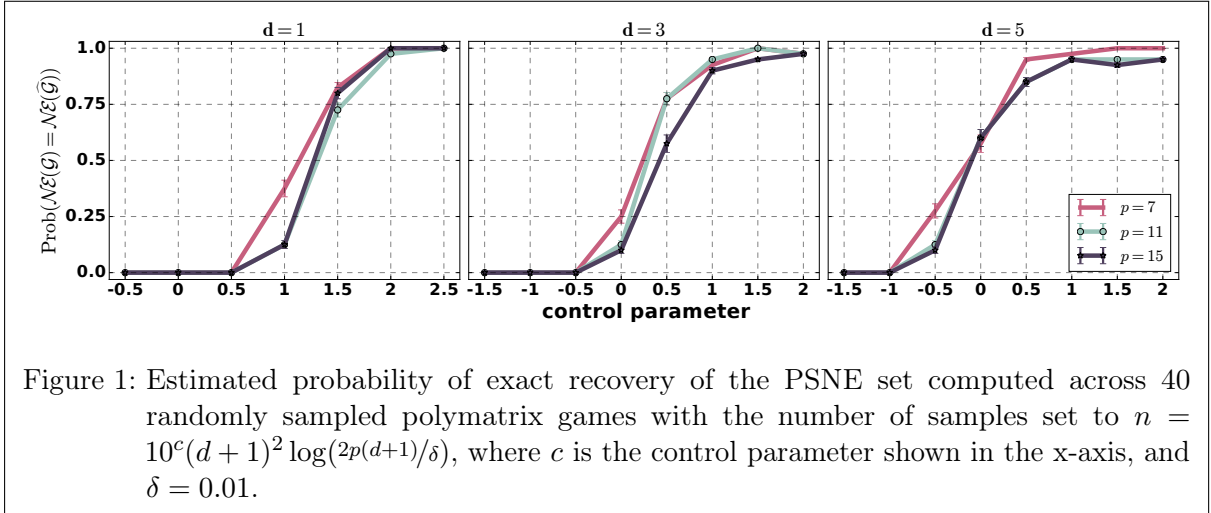 d = 1
d = 3
d = 5
Prob(𝒩ℰ(𝒢) = 𝒩ℰ(𝒢̂))
1.0
0.75
0.5
0.25
0.0
-0.5 0 0.5 1 1.5 2 2.5
-1.5 -1 -0.5 0 0.5 1 1.5 2
-1.5 -1 -0.5 0 0.5 1 1.5 2
p = 7
p = 11
p = 15
control parameter
Figure 1: Estimated probability of exact recovery of the PSNE set computed across 40
randomly sampled polymatrix games with the number of samples set to n =
10^c(d + 1)^2 log(2p(d+1)/δ), where c is the control parameter shown in the x-axis, and
δ = 0.01.